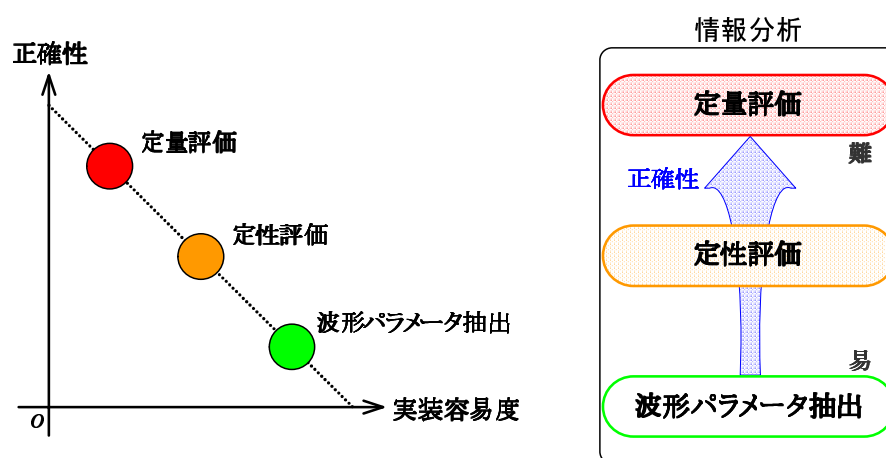 正確性
定量評価
定性評価
波形パラメータ抽出
実装容易度
o
情報分析
定量評価
難
正確性
定性評価
易
波形パラメータ抽出